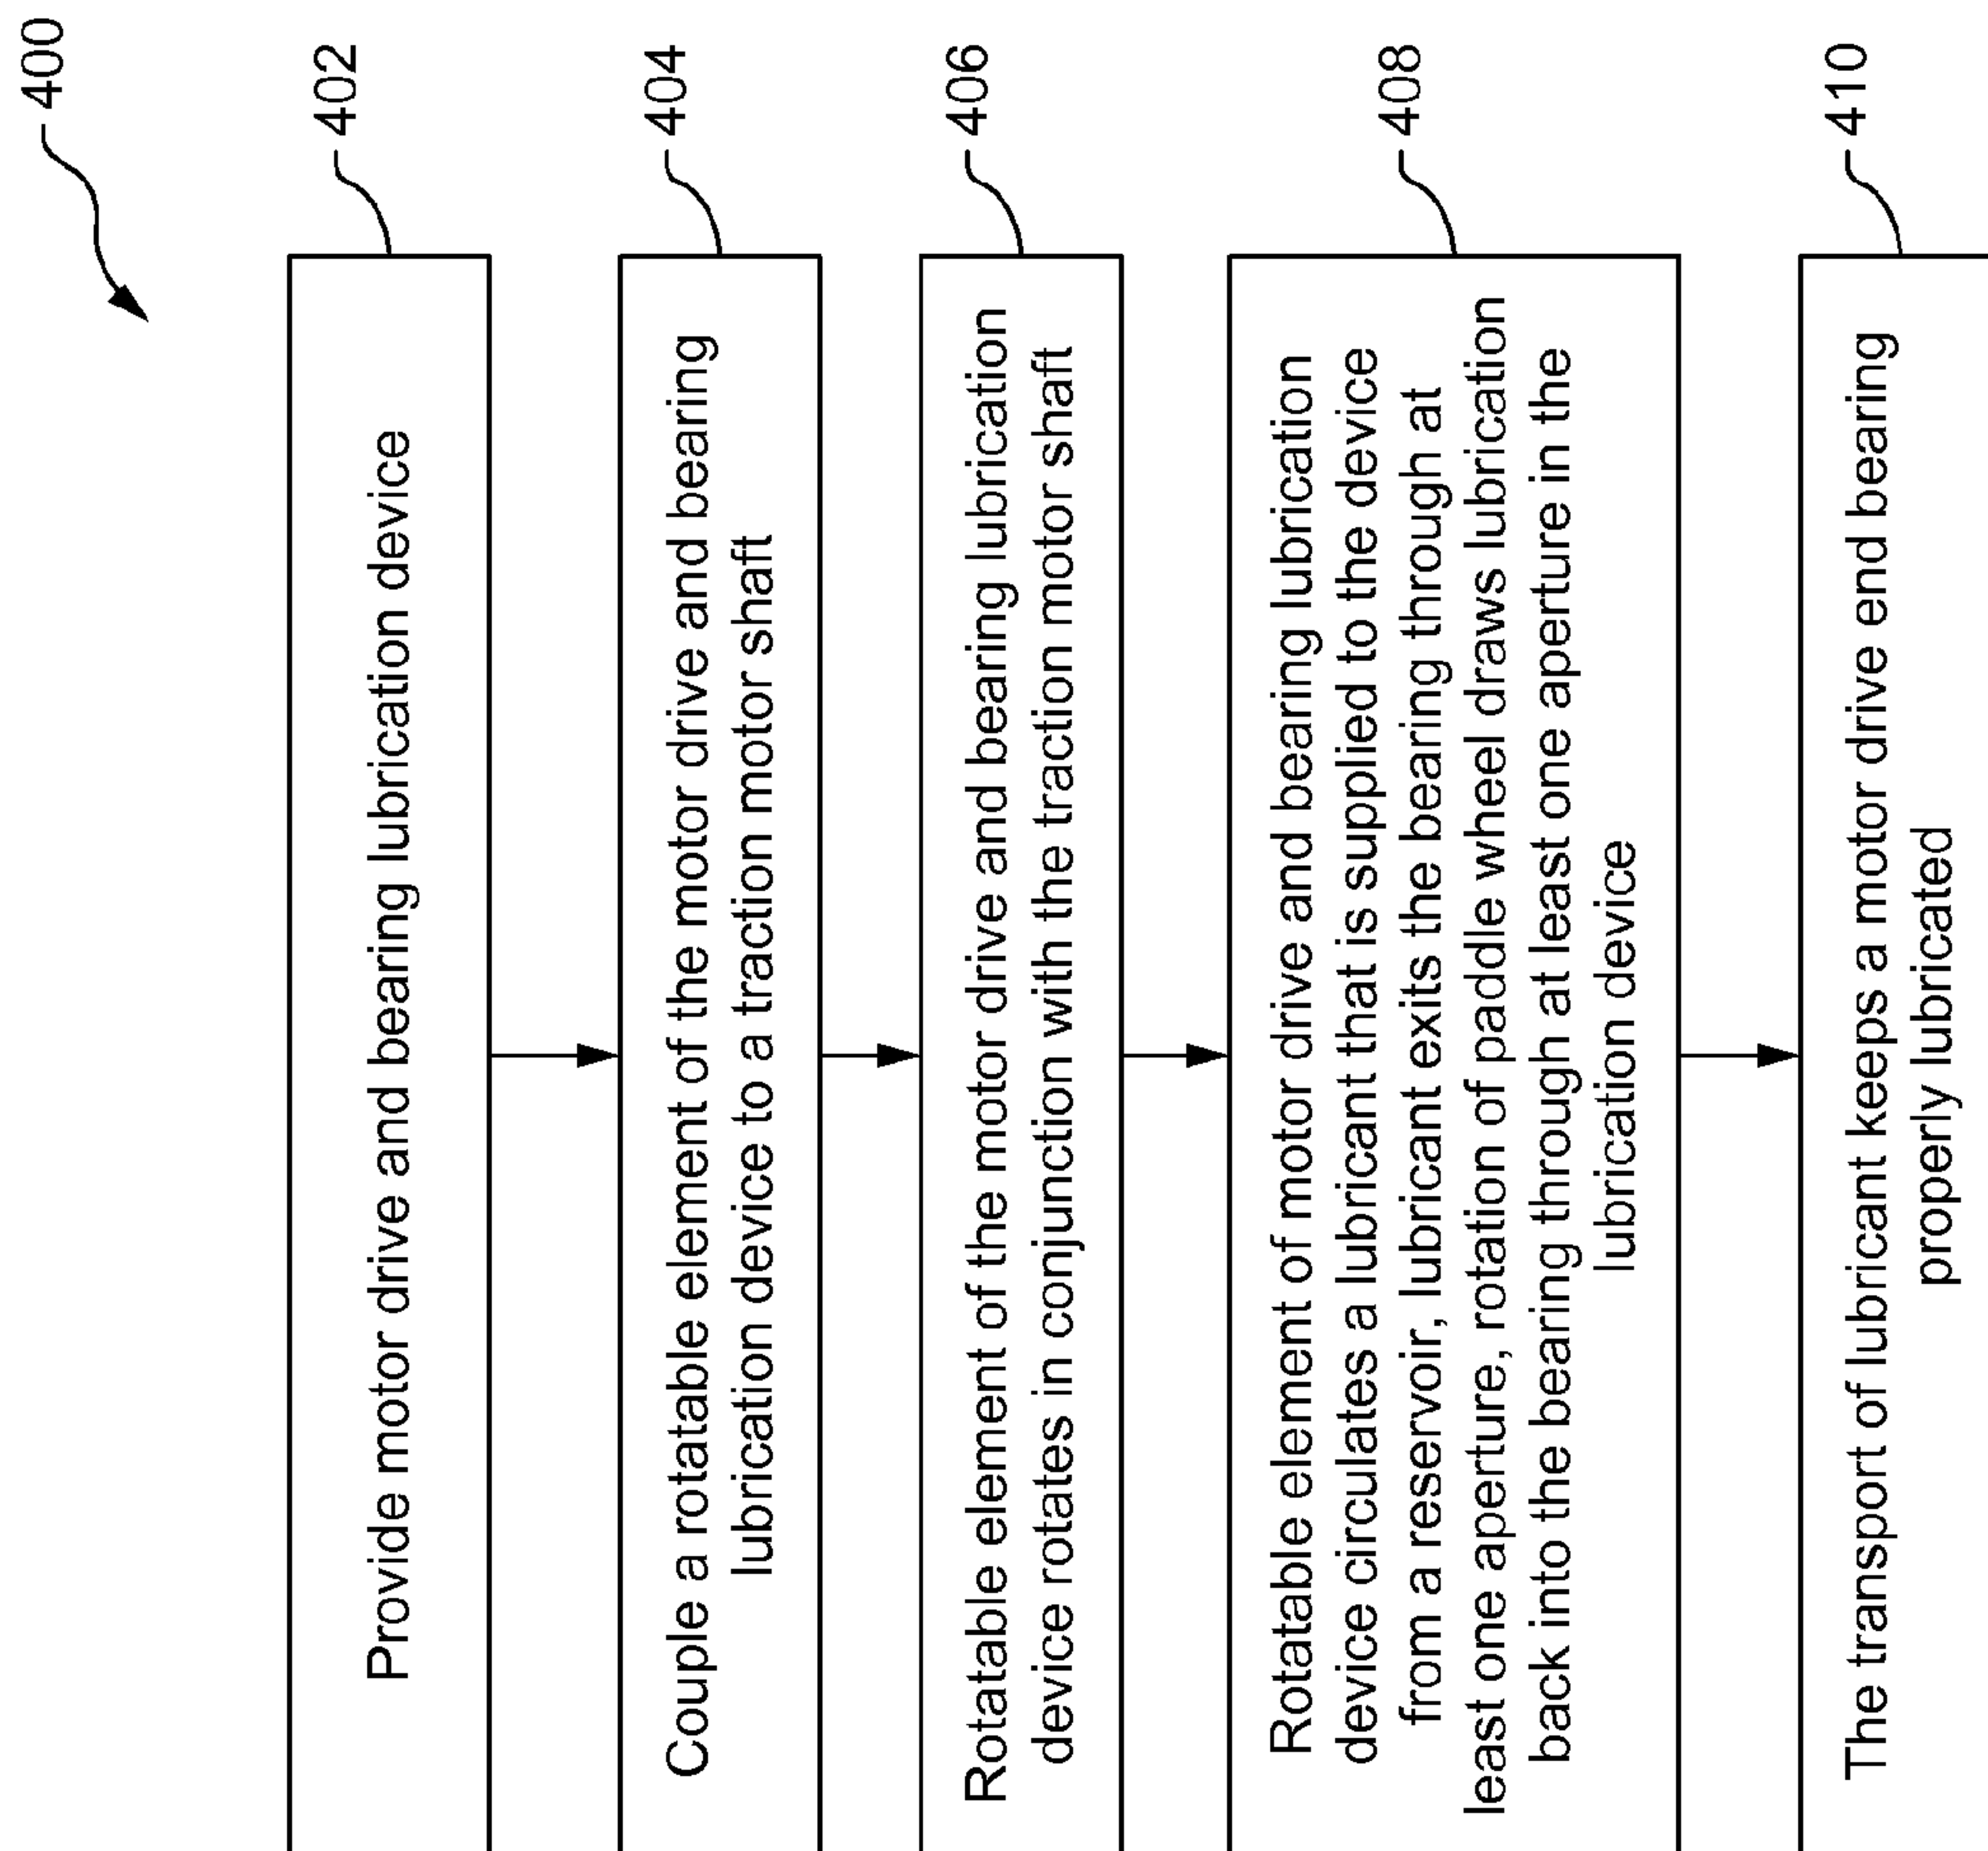 400
402
Provide motor drive and bearing lubrication device
404
Couple a rotatable element of the motor drive and bearing
lubrication device to a traction motor shaft
406
Rotatable element of the motor drive and bearing lubrication
device rotates in conjunction with the traction motor shaft
408
Rotatable element of motor drive and bearing lubrication
device circulates a lubricant that is supplied to the device
from a reservoir, lubricant exits the bearing through at
least one aperture, rotation of paddle wheel draws lubrication
back into the bearing through at least one aperture in the
lubrication device
410
The transport of lubricant keeps a motor drive end bearing
properly lubricated